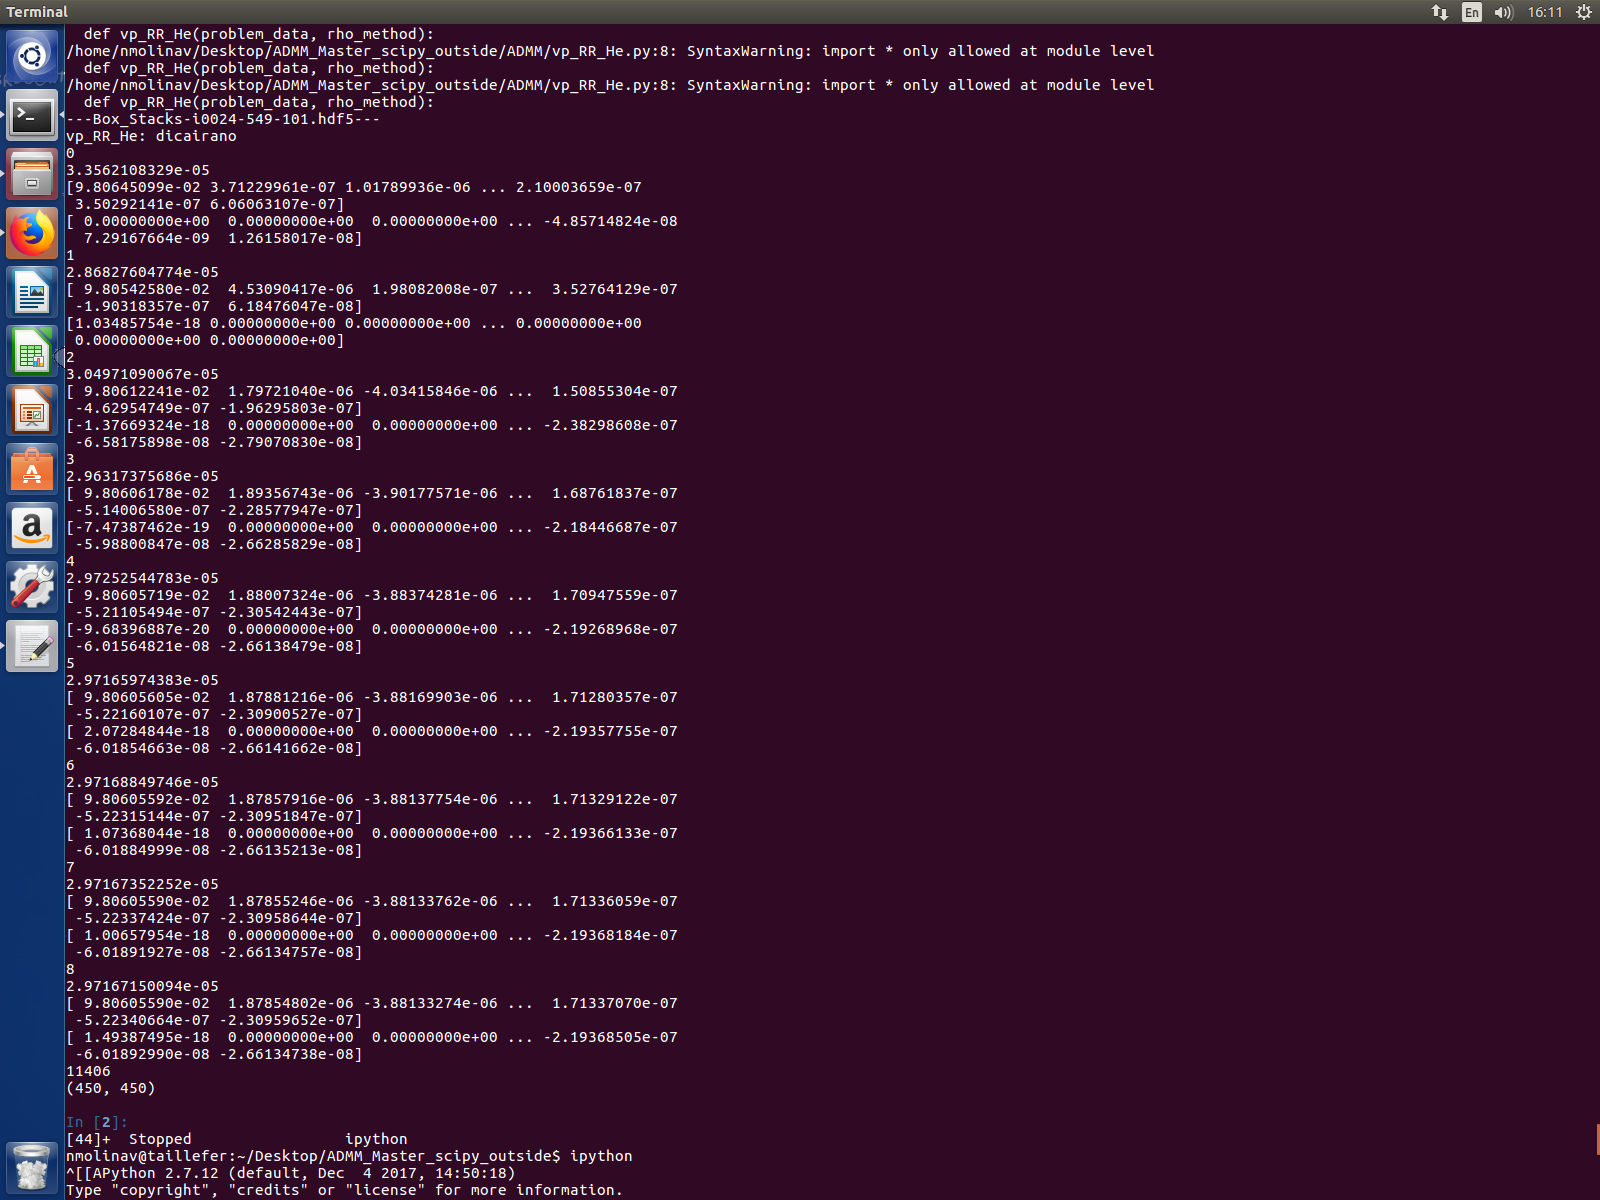 Terminal
En
16:11
  def vp_RR_He(problem_data, rho_method):
/home/nmolinav/Desktop/ADMM_Master_scipy_outside/ADMM/vp_RR_He.py:8: SyntaxWarning: import * only allowed at module level
  def vp_RR_He(problem_data, rho_method):
/home/nmolinav/Desktop/ADMM_Master_scipy_outside/ADMM/vp_RR_He.py:8: SyntaxWarning: import * only allowed at module level
  def vp_RR_He(problem_data, rho_method):
---Box_Stacks-i0024-549-101.hdf5---
vp_RR_He: dicairano
0
3.3562108329e-05
[9.80645099e-02 3.71229961e-07 1.01789936e-06 ... 2.10003659e-07
 3.50292141e-07 6.06063107e-07]
[ 0.00000000e+00  0.00000000e+00  0.00000000e+00 ... -4.85714824e-08
  7.29167664e-09  1.26158017e-08]
1
2.86827604774e-05
[ 9.80542580e-02  4.53090417e-06  1.98082008e-07 ...  3.52764129e-07
 -1.90318357e-07  6.18476047e-08]
[1.03485754e-18 0.00000000e+00 0.00000000e+00 ... 0.00000000e+00
 0.00000000e+00 0.00000000e+00]
2
3.04971090067e-05
[ 9.80612241e-02  1.79721040e-06 -4.03415846e-06 ...  1.50855304e-07
 -4.62954749e-07 -1.96295803e-07]
[-1.37669324e-18  0.00000000e+00  0.00000000e+00 ... -2.38298608e-07
 -6.58175898e-08 -2.79070830e-08]
3
2.96317375686e-05
[ 9.80606178e-02  1.89356743e-06 -3.90177571e-06 ...  1.68761837e-07
 -5.14006580e-07 -2.28577947e-07]
[-7.47387462e-19  0.00000000e+00  0.00000000e+00 ... -2.18446687e-07
 -5.98800847e-08 -2.66285829e-08]
4
2.97252544783e-05
[ 9.80605719e-02  1.88007324e-06 -3.88374281e-06 ...  1.70947559e-07
 -5.21105494e-07 -2.30542443e-07]
[-9.68396887e-20  0.00000000e+00  0.00000000e+00 ... -2.19268968e-07
 -6.01564821e-08 -2.66138479e-08]
5
2.97165974383e-05
[ 9.80605605e-02  1.87881216e-06 -3.88169903e-06 ...  1.71280357e-07
 -5.22160107e-07 -2.30900527e-07]
[ 2.07284844e-18  0.00000000e+00  0.00000000e+00 ... -2.19357755e-07
 -6.01854663e-08 -2.66141662e-08]
6
2.97168849746e-05
[ 9.80605592e-02  1.87857916e-06 -3.88137754e-06 ...  1.71329122e-07
 -5.22315144e-07 -2.30951847e-07]
[ 1.07368044e-18  0.00000000e+00  0.00000000e+00 ... -2.19366133e-07
 -6.01884999e-08 -2.66135213e-08]
7
2.97167352252e-05
[ 9.80605590e-02  1.87855246e-06 -3.88133762e-06 ...  1.71336059e-07
 -5.22337424e-07 -2.30958644e-07]
[ 1.00657954e-18  0.00000000e+00  0.00000000e+00 ... -2.19368184e-07
 -6.01891927e-08 -2.66134757e-08]
8
2.97167150094e-05
[ 9.80605590e-02  1.87854802e-06 -3.88133274e-06 ...  1.71337070e-07
 -5.22340664e-07 -2.30959652e-07]
[ 1.49387495e-18  0.00000000e+00  0.00000000e+00 ... -2.19368505e-07
 -6.01892990e-08 -2.66134738e-08]
11406
(450, 450)
In [2]:
[44]+  Stopped                 ipython
nmolinav@taillefer:~/Desktop/ADMM_Master_scipy_outside$ ipython
^[[APython 2.7.12 (default, Dec  4 2017, 14:50:18)
Type "copyright", "credits" or "license" for more information.